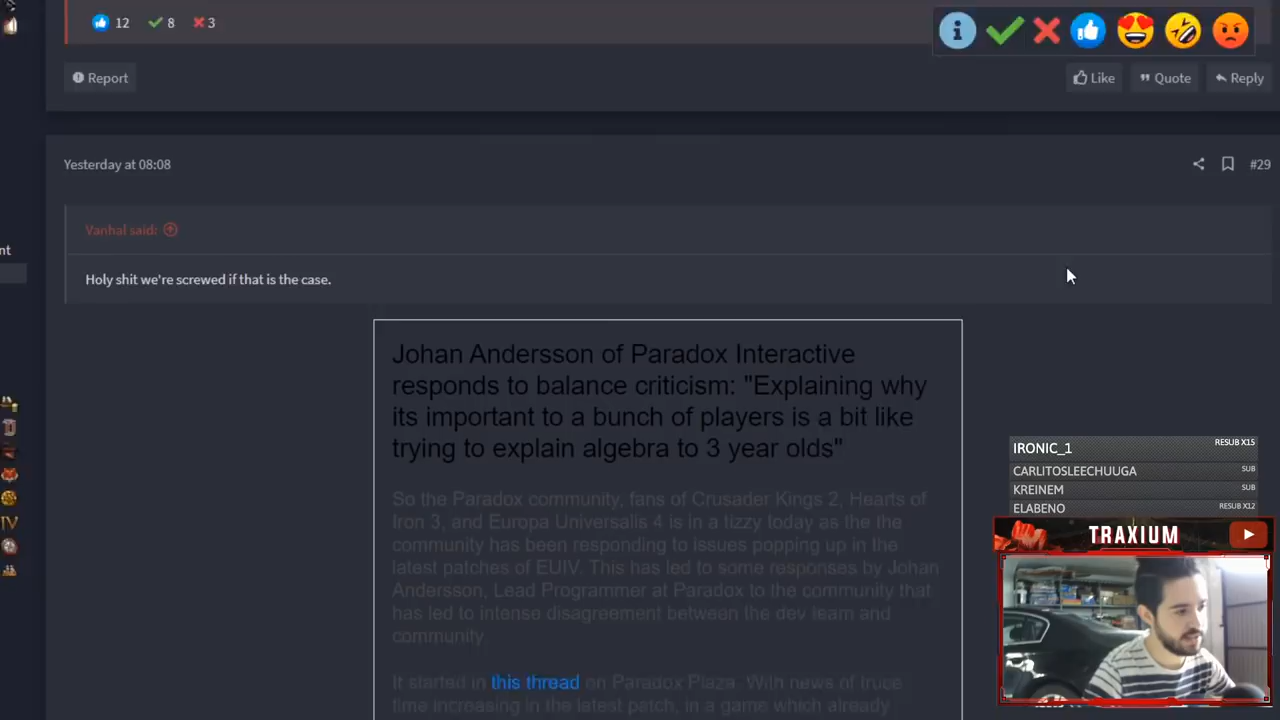 12 8 3
Report
Like Quote Reply
Yesterday at 08:08
#29
Vanhal said:
nt
Holy shit we're screwed if that is the case.
Johan Andersson of Paradox Interactive
responds to balance criticism: "Explaining why
its important to a bunch of players is a bit like
trying to explain algebra to 3 year olds"
So the Paradox community, fans of Crusader Kings 2, Hearts of
Iron 3, and Europa Universalis 4 is in a tizzy today as the the
community has been responding to issues popping up in the
latest patches of EUIV. This has led to some responses by Johan
Andersson, Lead Programmer at Paradox to the community that
has led to intense disagreement between the dev team and
community.
It started in this thread on Paradox Plaza. With news of truce
time increasing in the latest patch, in a game which already
IRONIC_1 RESUB X15
CARLITOSLEECHUUGA SUB
KREINEM SUB
ELABENO RESUB X12
TRAXIUM
IV